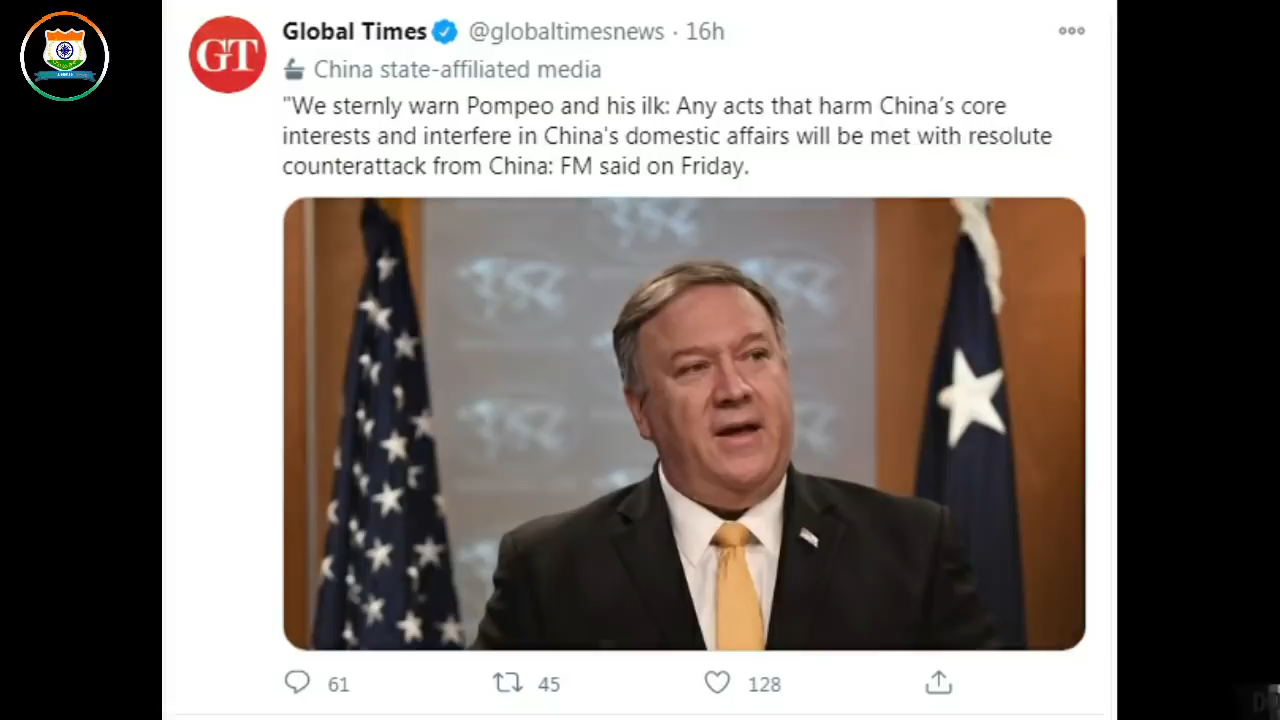 GT
Global Times @globaltimesnews · 16h
China state-affiliated media
"We sternly warn Pompeo and his ilk: Any acts that harm China's core
interests and interfere in China's domestic affairs will be met with resolute
counterattack from China: FM said on Friday.
61 45 128